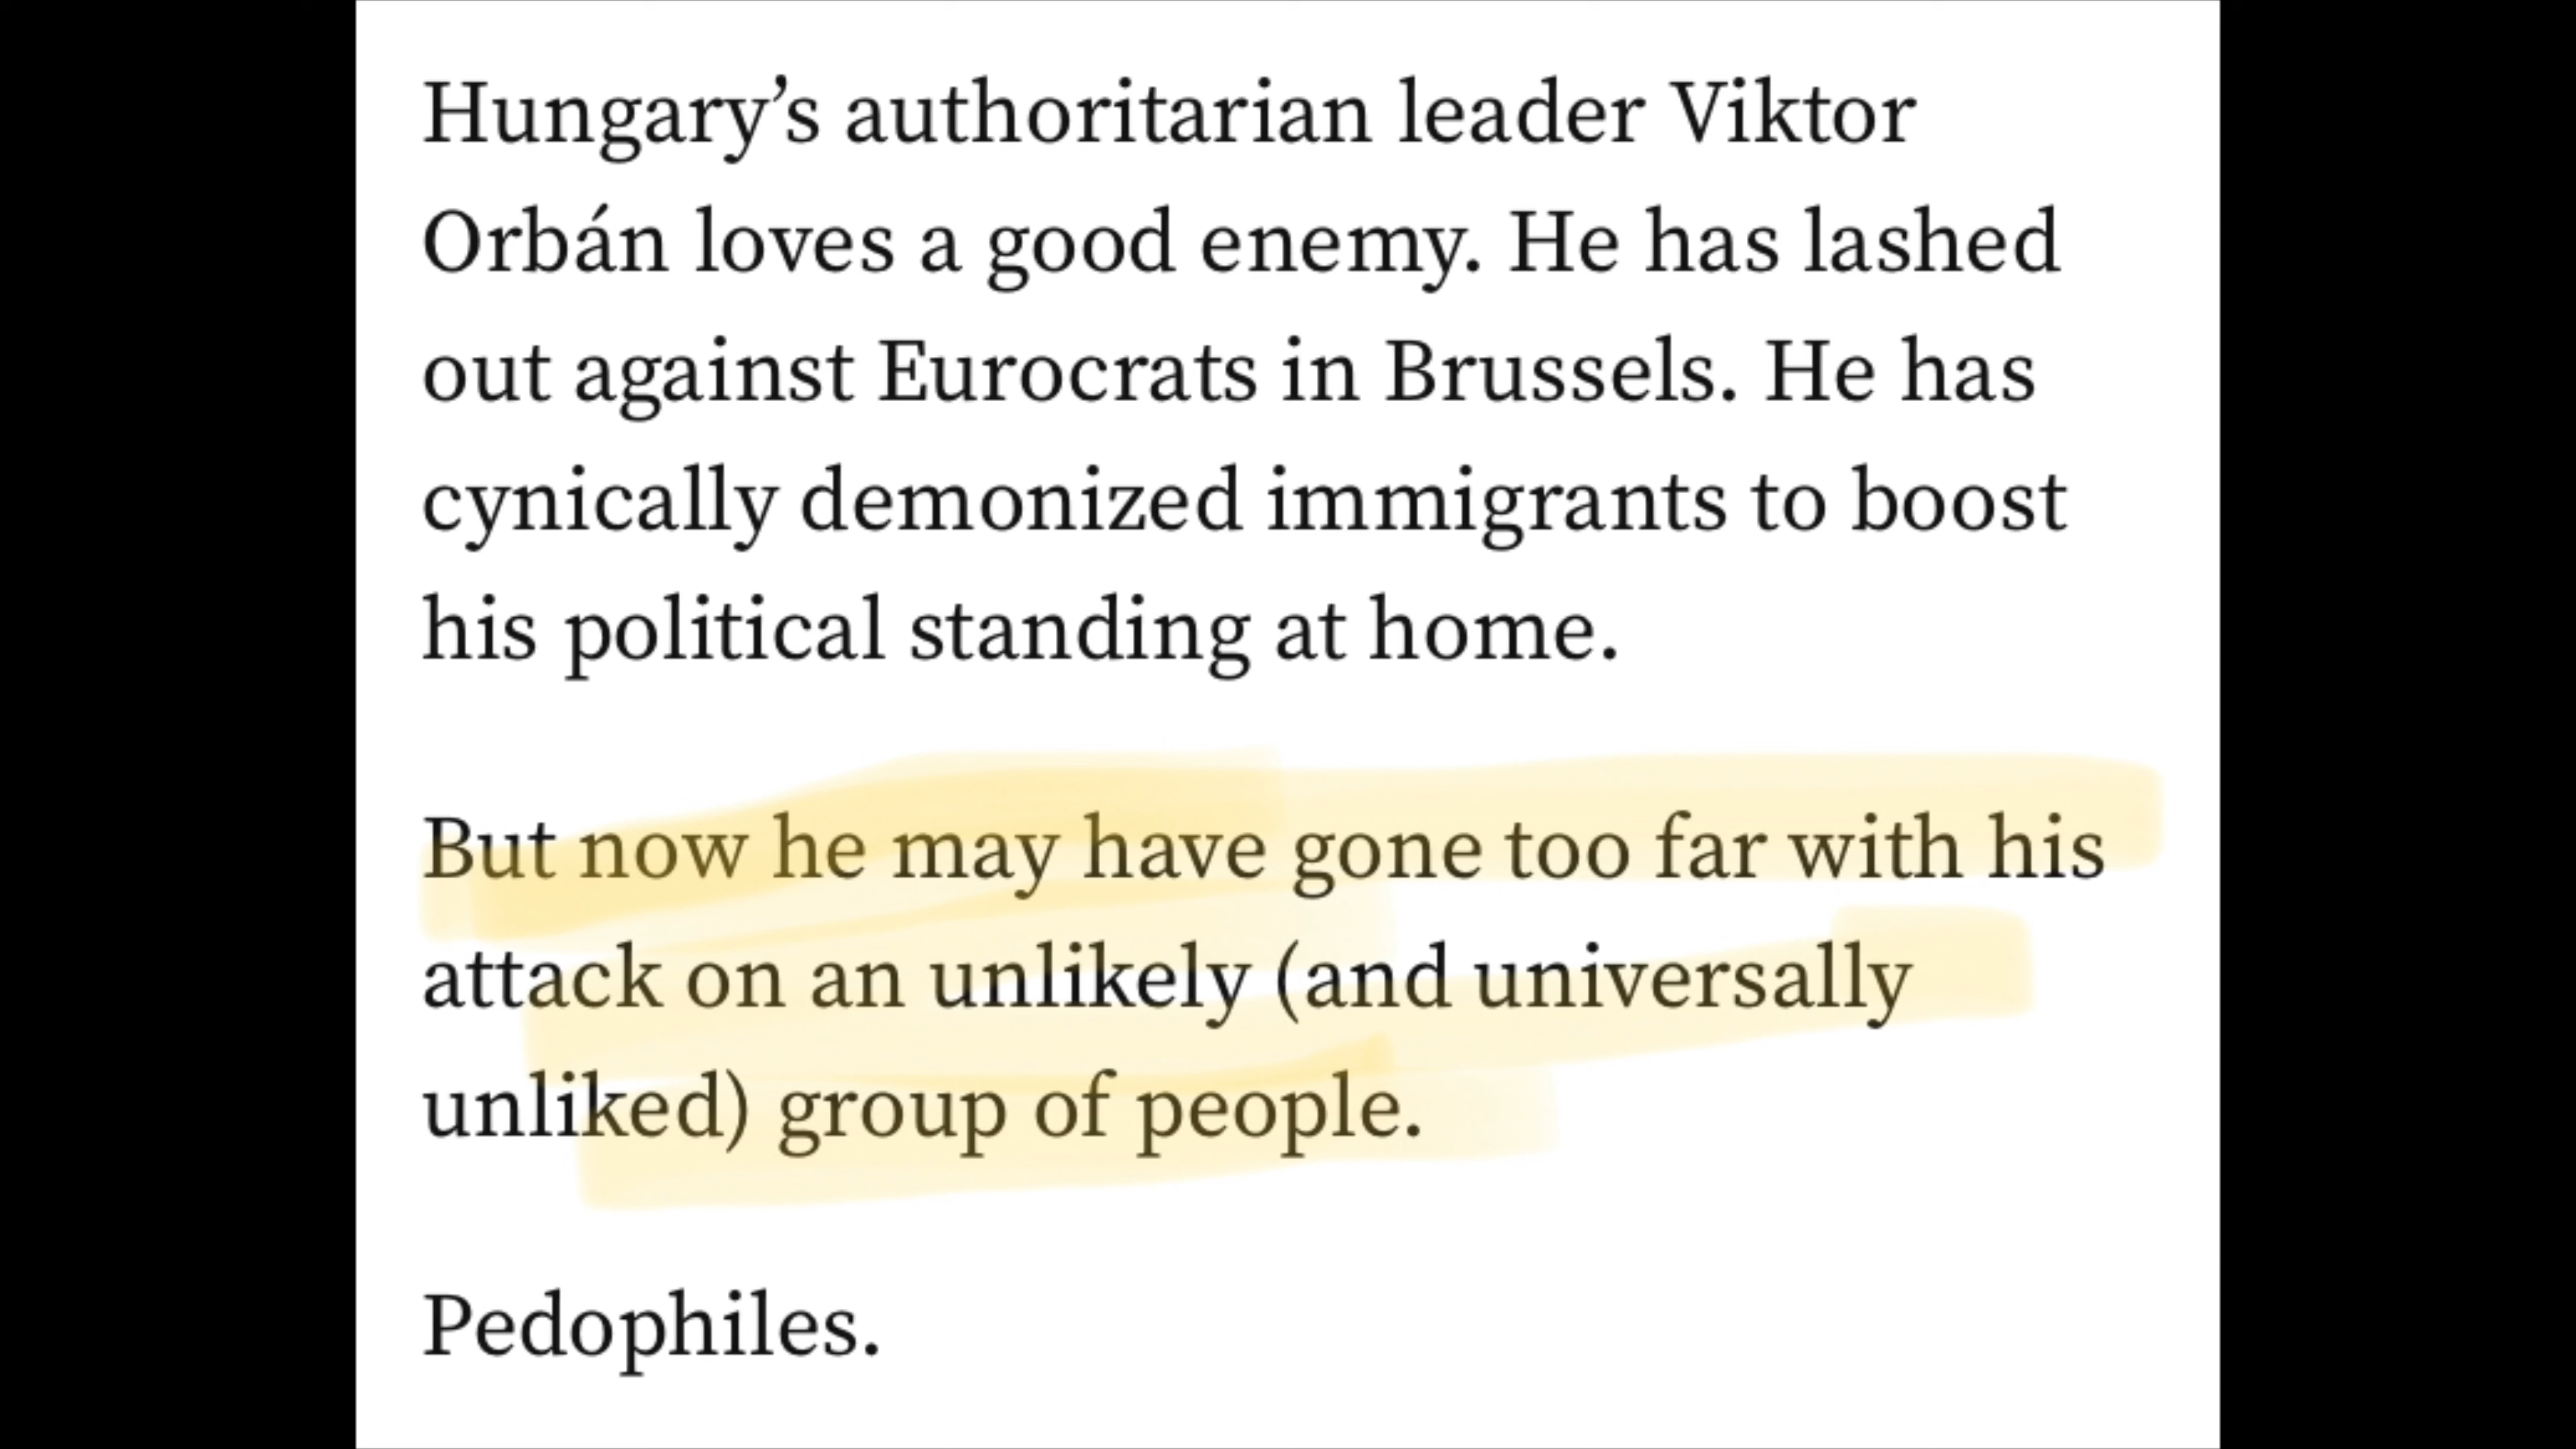 Hungary’s authoritarian leader Viktor
Orbán loves a good enemy. He has lashed
out against Eurocrats in Brussels. He has
cynically demonized immigrants to boost
his political standing at home.
But now he may have gone too far with his
attack on an unlikely (and universally
unliked) group of people.
Pedophiles.